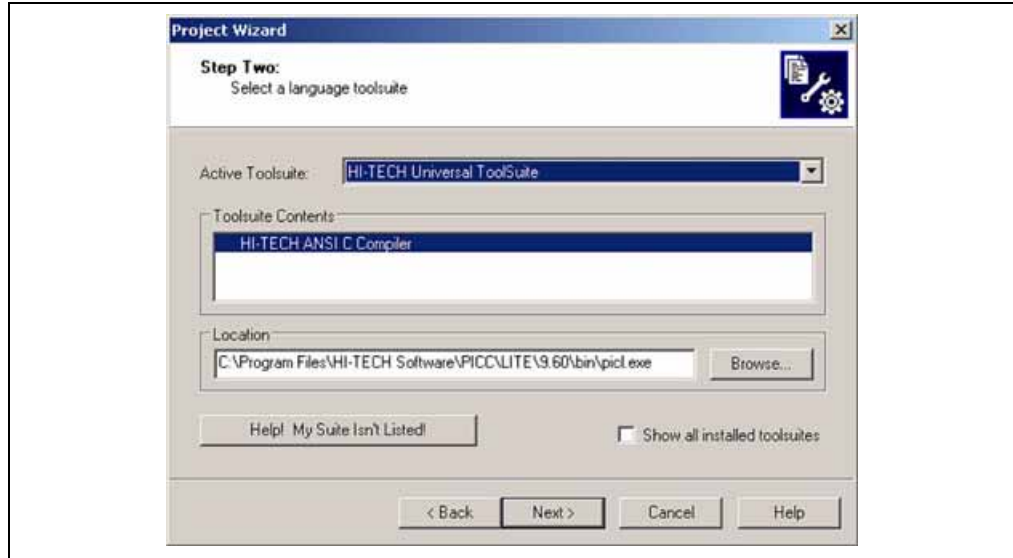 Project Wizard
Step Two:
Select a language toolsuite
Active Toolsuite: HI-TECH Universal ToolSuite
Toolsuite Contents
HI-TECH ANSI C Compiler
Location
C:\Program Files\HI-TECH Software\PICC\LITE\9.60\bin\picl.exe Browse...
Help! My Suite Isn't Listed! Show all installed toolsuites
< Back Next > Cancel Help